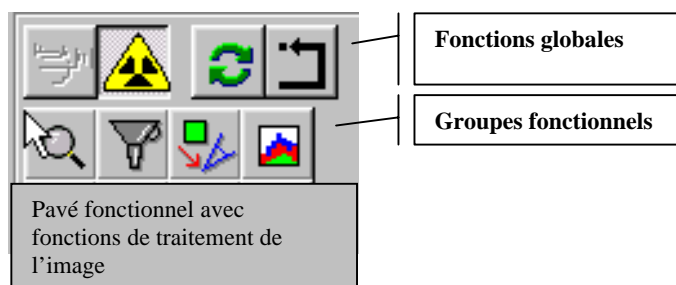 Fonctions globales
Groupes fonctionnels
Pavé fonctionnel avec
fonctions de traitement de
l’image